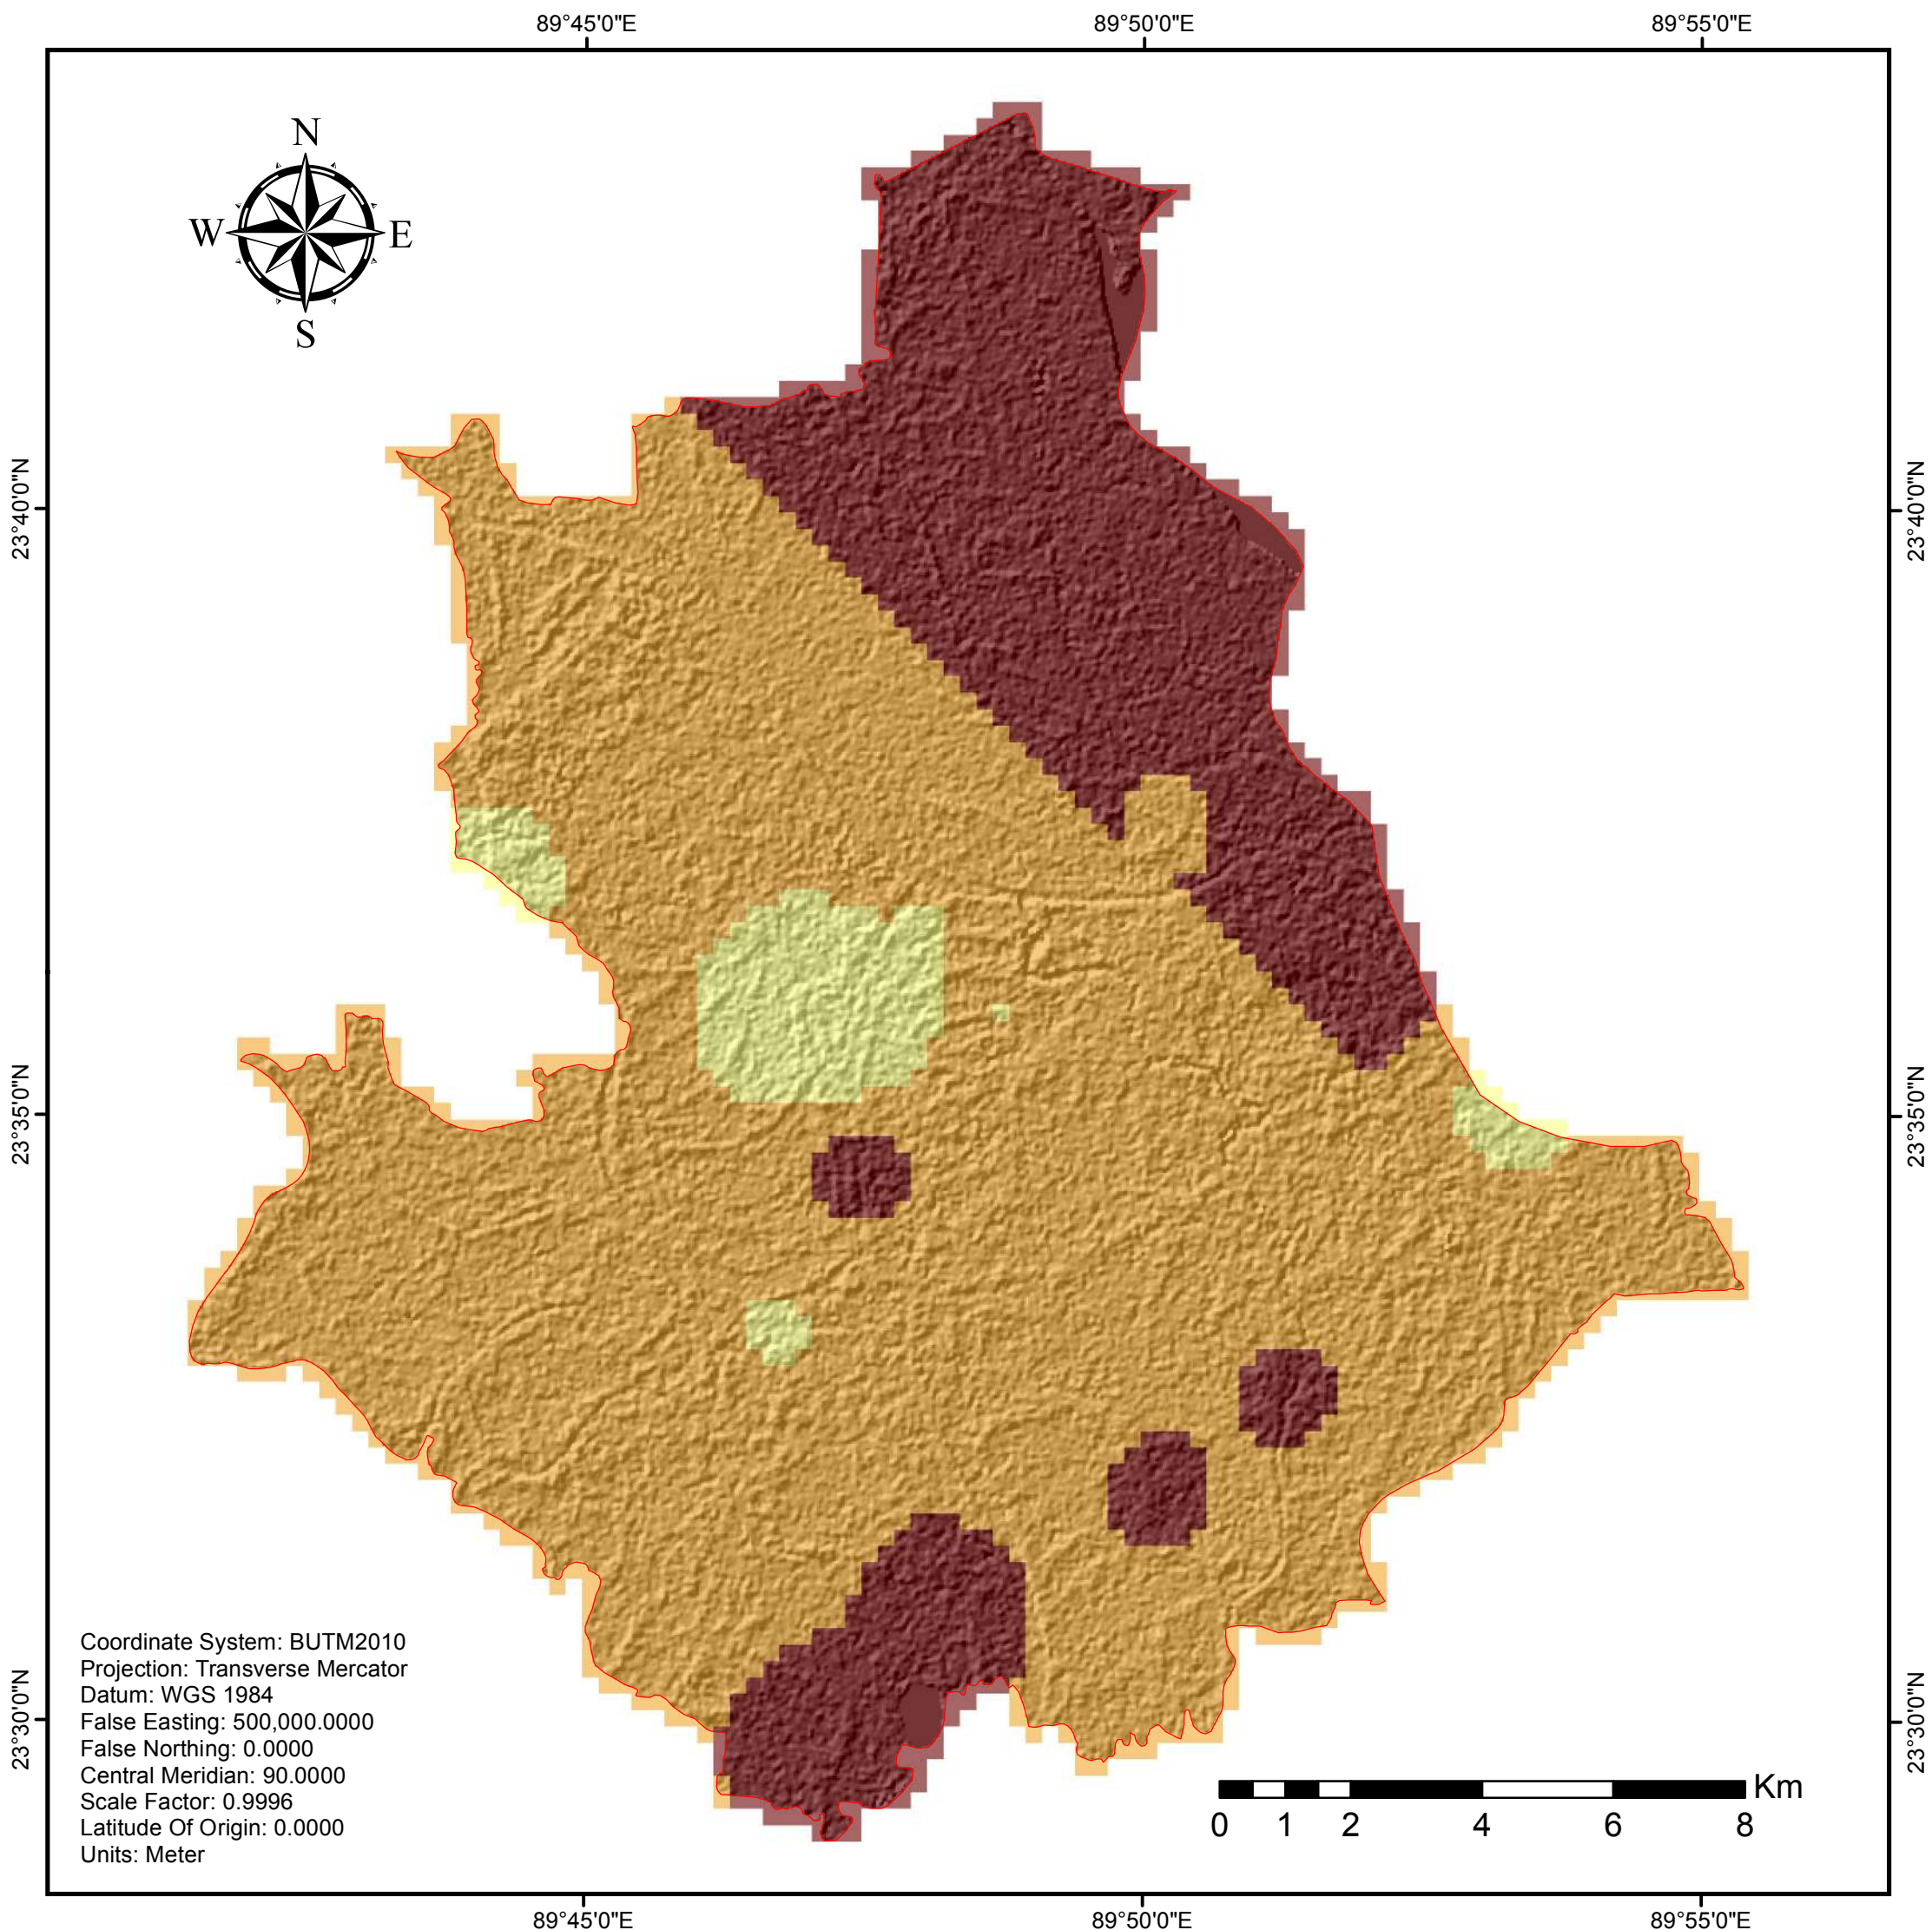 89°45'0"E 89°50'0"E 89°55'0"E
N
W E
S
23°40'0"N 23°40'0"N
23°35'0"N 23°35'0"N
23°30'0"N 23°30'0"N
Coordinate System: BUTM2010
Projection: Transverse Mercator
Datum: WGS 1984
False Easting: 500,000.0000
False Northing: 0.0000
Central Meridian: 90.0000
Scale Factor: 0.9996
Latitude Of Origin: 0.0000
Units: Meter
Km
0 1 2 4 6 8
89°45'0"E 89°50'0"E 89°55'0"E